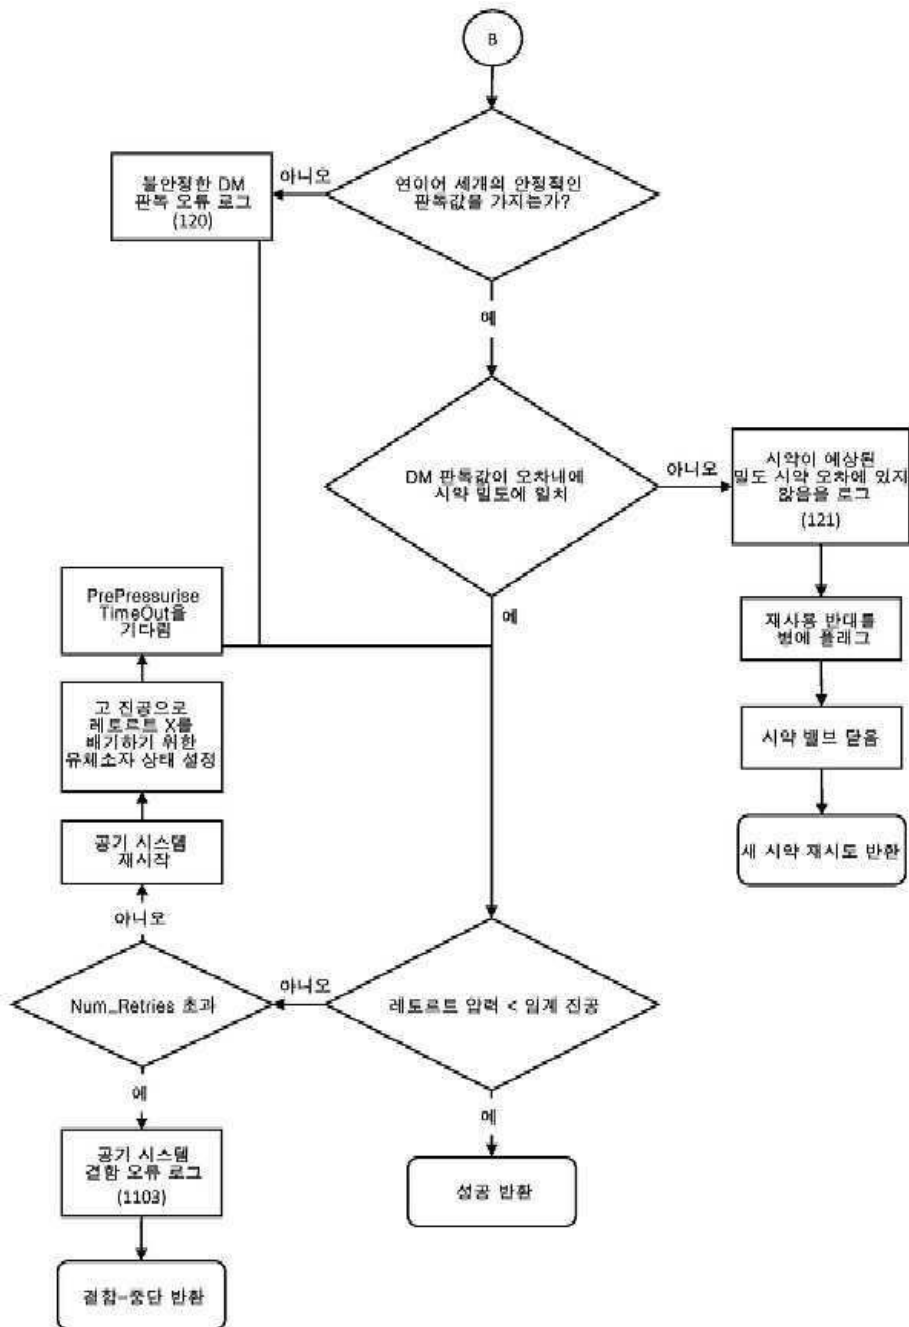 B
연이어 세개의 안정적인
판독값을 가지는가?
아니오
불안정한 DM
판독 오류 로그
(120)
예
DM 판독값이 오차내에
시약 밀도에 일치
아니오
시약이 예상된
밀도 시약 오차에 있지
않음을 로그
(121)
예
재사용 반대를
병에 플래그
시약 밸브 닫음
새 시약 재시도 반환
PrePressurise
TimeOut을
기다림
고 진공으로
레토르트 X를
배기하기 위한
유체소자 상태 설정
공기 시스템
재시작
아니오
Num_Retries 초과
아니오
레토르트 압력 < 임계 진공
예
공기 시스템
결함 오류 로그
(1103)
결함-중단 반환
예
성공 반환